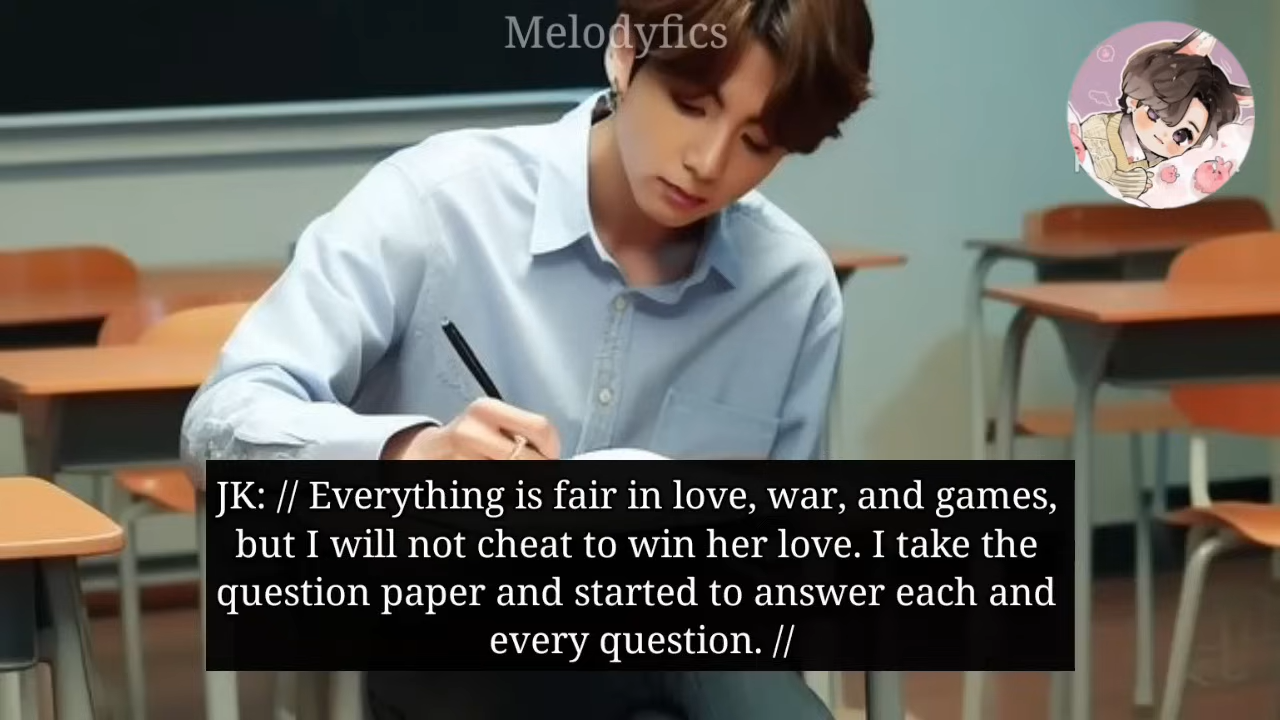 Melodyfics
JK: // Everything is fair in love, war, and games,
but I will not cheat to win her love. I take the
question paper and started to answer each and
every question. //